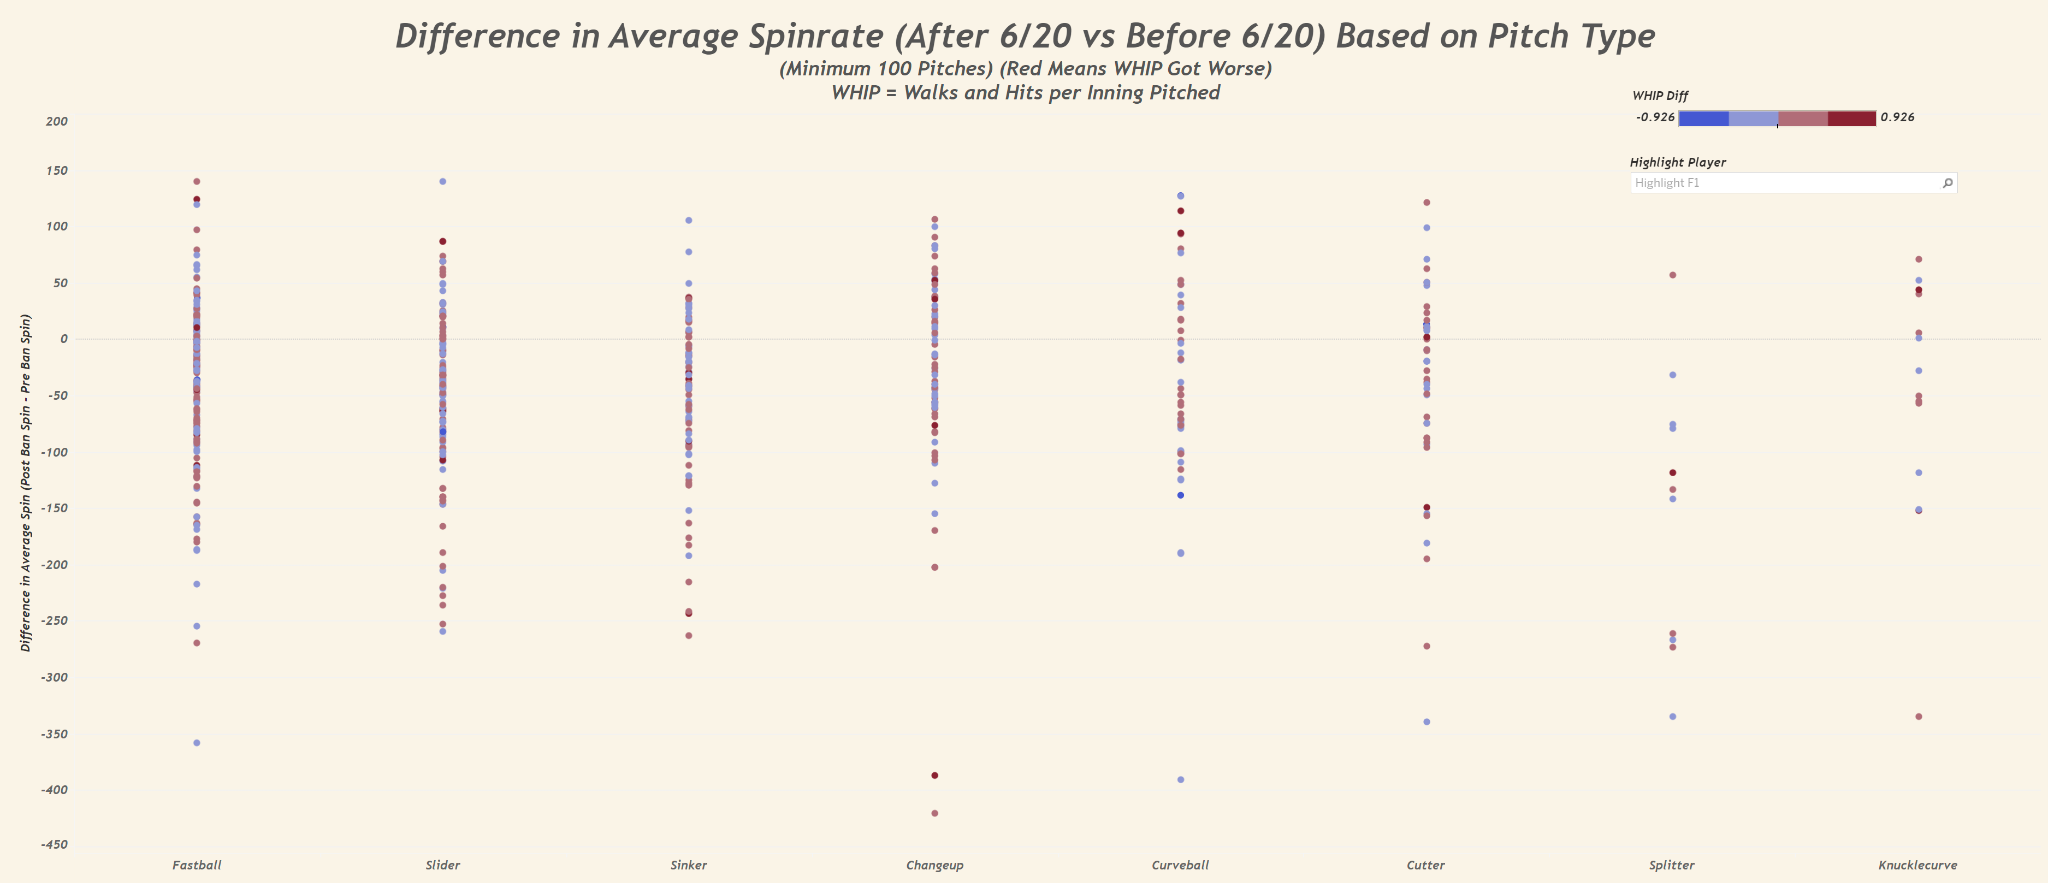 Difference in Average Spinrate (After 6/20 vs Before 6/20) Based on Pitch Type
(Minimum 100 Pitches) (Red Means WHIP Got Worse)
WHIP = Walks and Hits per Inning Pitched
WHIP Diff
-0.926 0.926
Highlight Player
Highlight F1
Difference in Average Spin (Post Ban Spin - Pre Ban Spin)
200
150
100
50
0
-50
-100
-150
-200
-250
-300
-350
-400
-450
Fastball Slider Sinker Changeup Curveball Cutter Splitter Knucklecurve